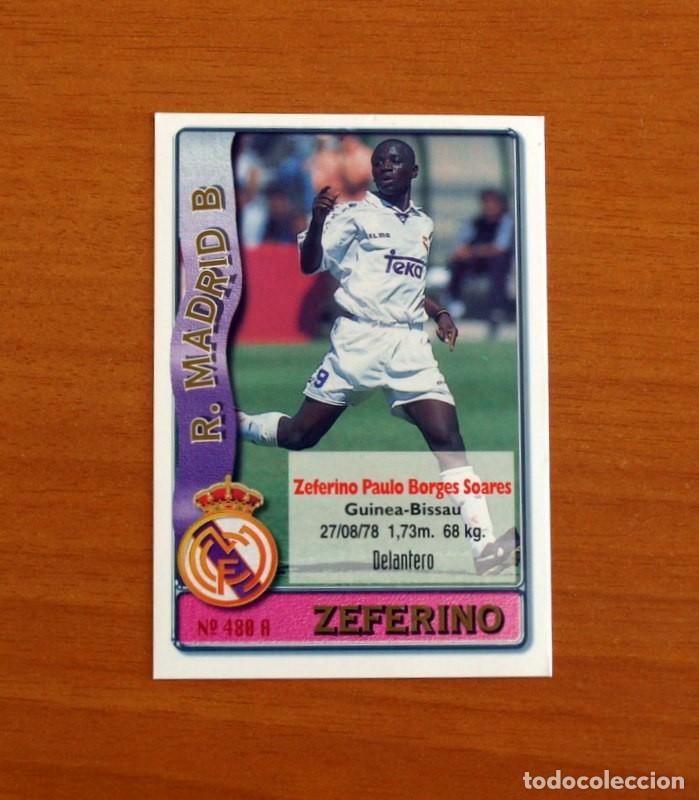 R. MADRID B
KELME
Teka
9
Zeferino Paulo Borges Soares
Guinea-Bissau
27/08/78 1,73m. 68 kg.
Delantero
Nº 480 A
ZEFERINO
todocoleccion